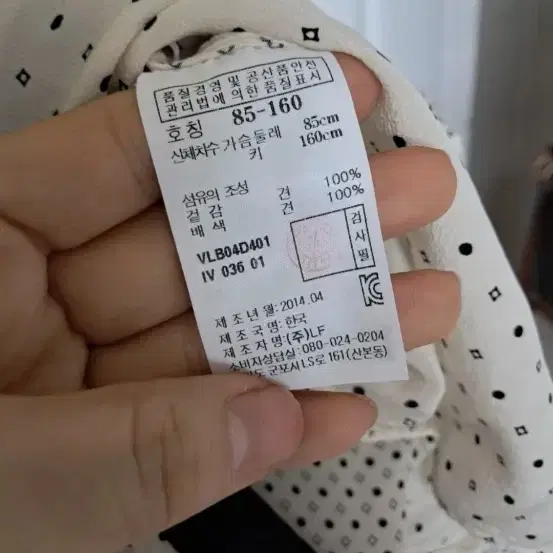 품질경영 및 공산품안전
관리법에 의한 품질표시
호칭 85-160
신체치수 가슴둘레 85cm
키 160cm
섬유의 조성
겉감 견 100%
배색 견 100%
VLB04D401
IV 036 01
검사필
제조년월: 2014.04
제조국명: 한국
제조자명: (주)LF
소비자상담실: 080-024-0204
군포시 LS로 161(산본동)